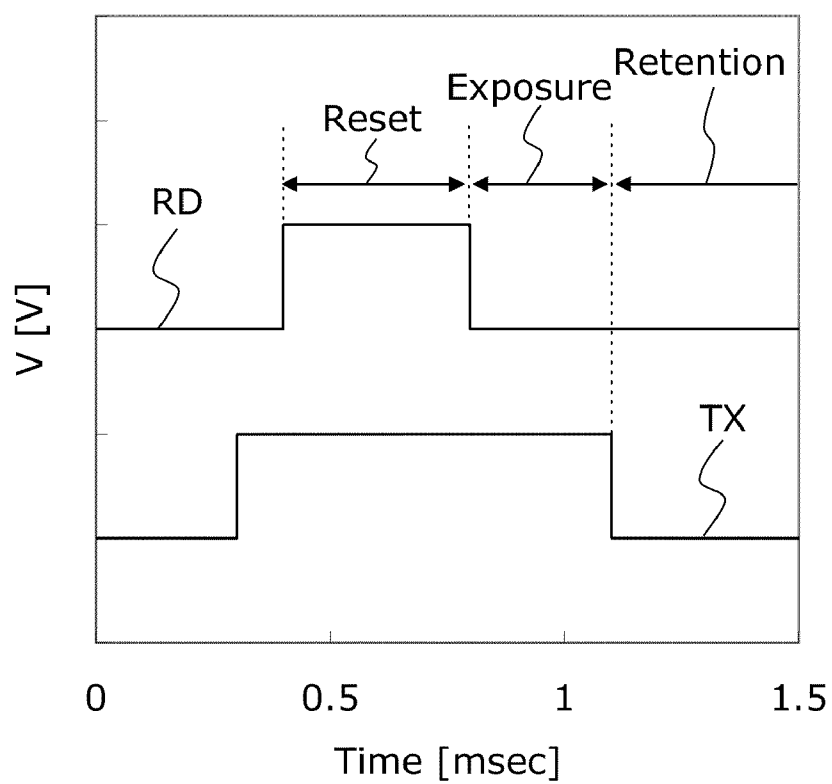 Retention
Exposure
Reset
RD
V [V]
TX
0 0.5 1 1.5
Time [msec]